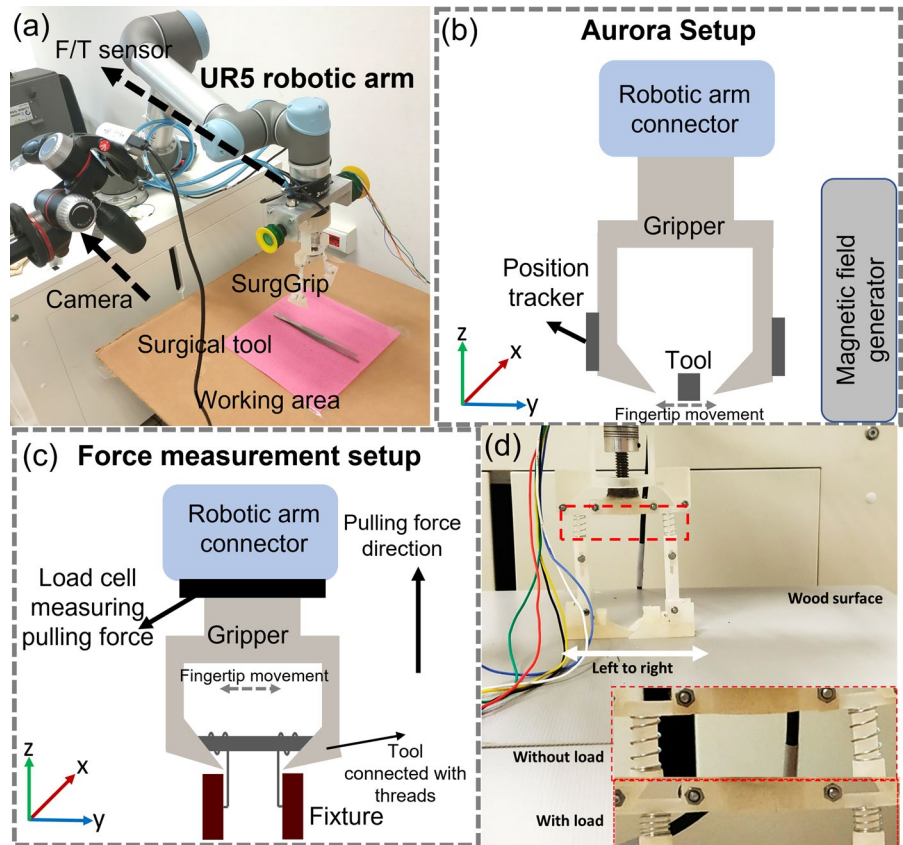 (a)
F/T sensor
UR5 robotic arm
Camera
SurgGrip
Surgical tool
Working area
(b)
Aurora Setup
Robotic arm
connector
Gripper
Position
tracker
Tool
Fingertip movement
Magnetic field
generator
z
x
y
(c)
Force measurement setup
Robotic arm
connector
Pulling force
direction
Load cell
measuring
pulling force
Gripper
Fingertip movement
Tool
connected with
threads
Fixture
z
x
y
(d)
Wood surface
Left to right
Without load
With load